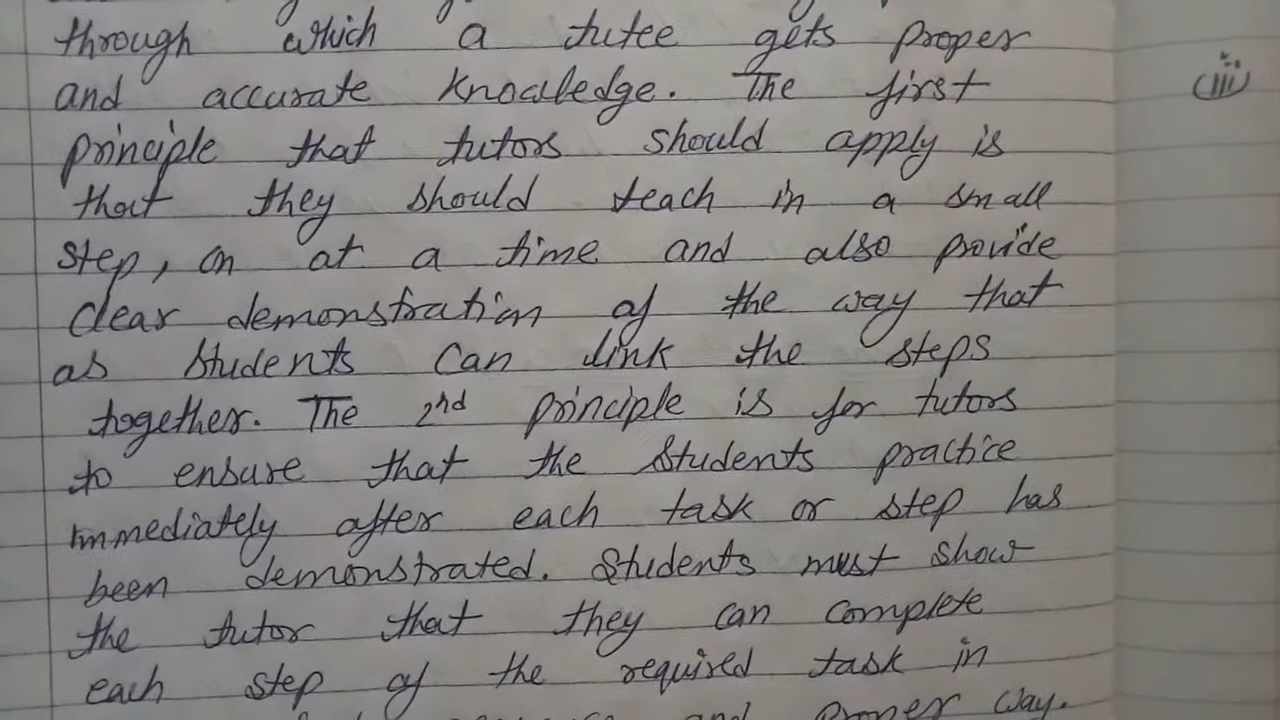 through which a tutee gets proper
and accurate knowledge. The first
principle that tutors should apply is
that they should teach in a small
step, on at a time and also provide
clear demonstration of the way that
as students can link the steps
together. The 2nd principle is for tutors
to ensure that the students practice
immediately after each task or step has
been demonstrated. Students must show
the tutor that they can complete
each step of the required task in
and proper way.